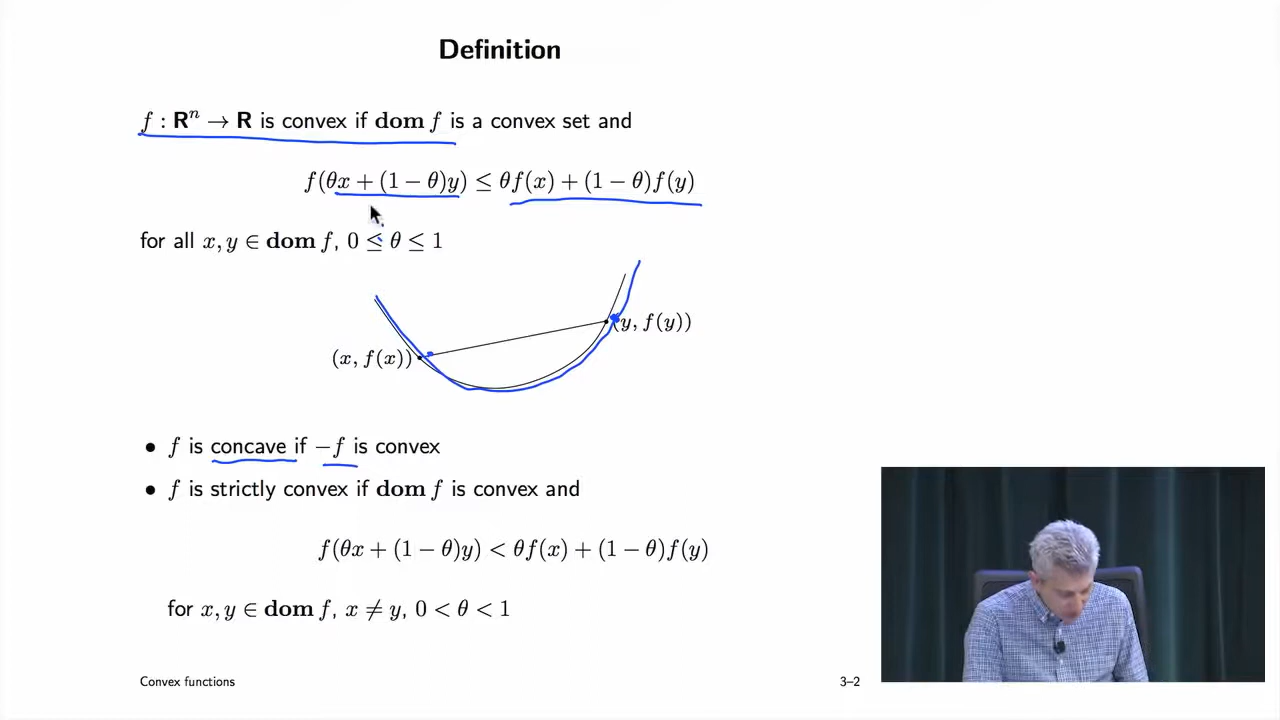 Definition
f : Rⁿ → R is convex if dom f is a convex set and
f(θx + (1 − θ)y) ≤ θf(x) + (1 − θ)f(y)
for all x, y ∈ dom f, 0 ≤ θ ≤ 1
(y, f(y))
(x, f(x))
• f is concave if −f is convex
• f is strictly convex if dom f is convex and
f(θx + (1 − θ)y) < θf(x) + (1 − θ)f(y)
for x, y ∈ dom f, x ≠ y, 0 < θ < 1
Convex functions
3–2